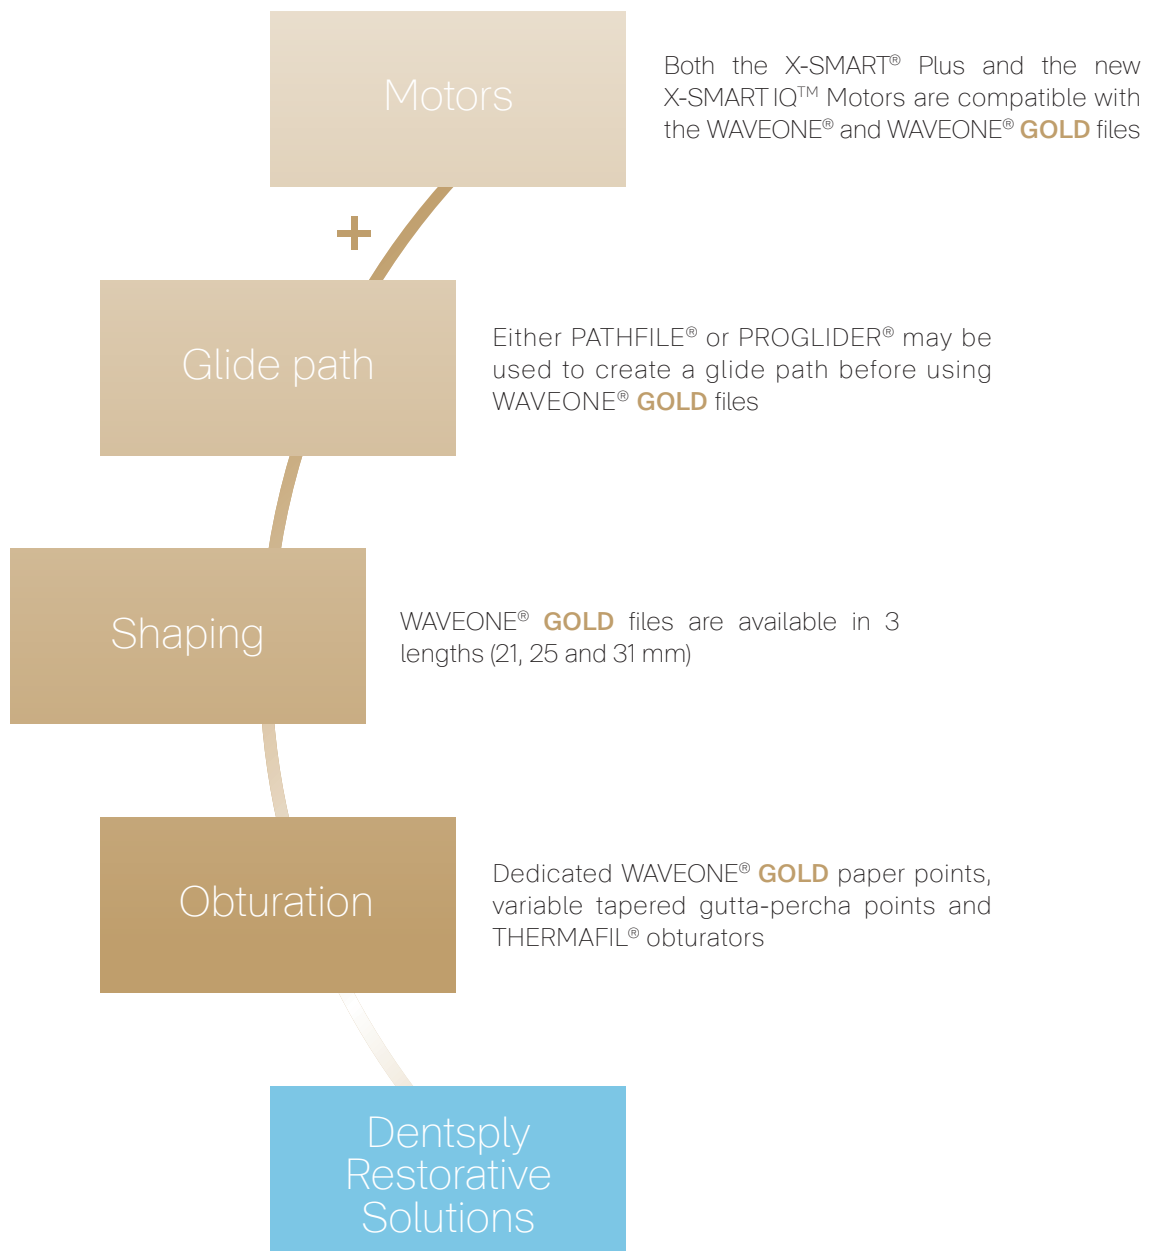 Motors
Both the X-SMART® Plus and the new
X-SMART IQ™ Motors are compatible with
the WAVEONE® and WAVEONE® GOLD files
+
Glide path
Either PATHFILE® or PROGLIDER® may be
used to create a glide path before using
WAVEONE® GOLD files
Shaping
WAVEONE® GOLD files are available in 3
lengths (21, 25 and 31 mm)
Obturation
Dedicated WAVEONE® GOLD paper points,
variable tapered gutta-percha points and
THERMAFIL® obturators
Dentsply
Restorative
Solutions